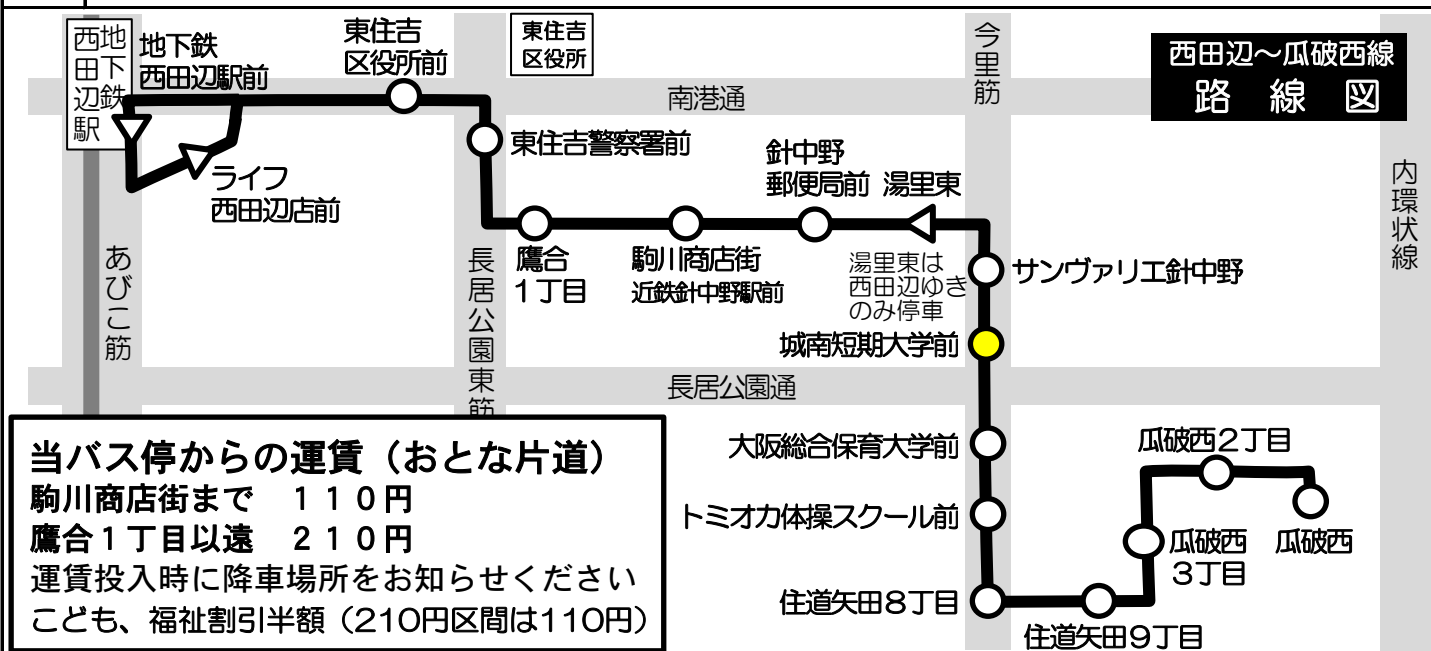 地下鉄
西田辺駅
地下鉄
西田辺駅前
東住吉
区役所前
東住吉
区役所
今里筋
西田辺～瓜破西線
路線図
南港通
東住吉警察署前
針中野
郵便局前
湯里東
ライフ
西田辺店前
内環状線
あびこ筋
長居公園東筋
鷹合
1丁目
駒川商店街
近鉄針中野駅前
湯里東は
西田辺ゆき
のみ停車
サンヴァリエ針中野
城南短期大学前
長居公園通
当バス停からの運賃（おとな片道）
駒川商店街まで　１１０円
鷹合１丁目以遠　２１０円
運賃投入時に降車場所をお知らせください
こども、福祉割引半額（210円区間は110円）
大阪総合保育大学前
トミオカ体操スクール前
住道矢田8丁目
住道矢田9丁目
瓜破西2丁目
瓜破西
3丁目
瓜破西